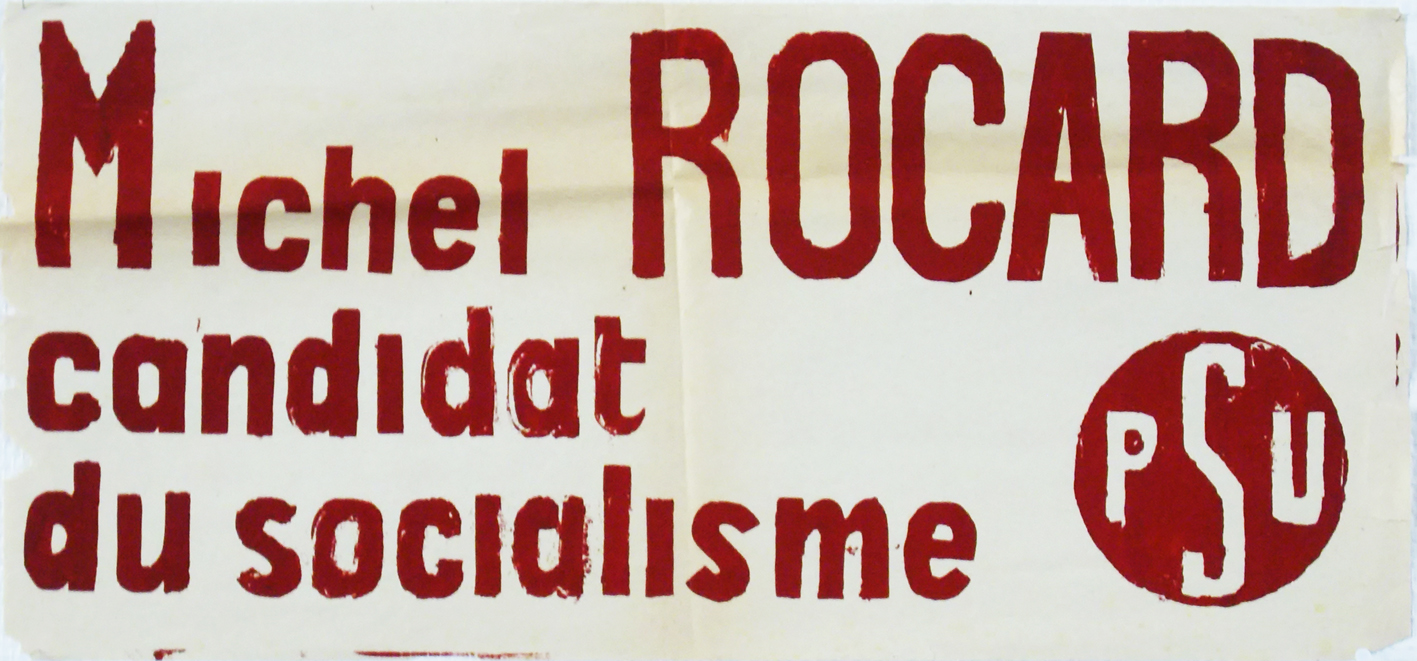 Michel ROCARD
candidat
du socialisme
PSU